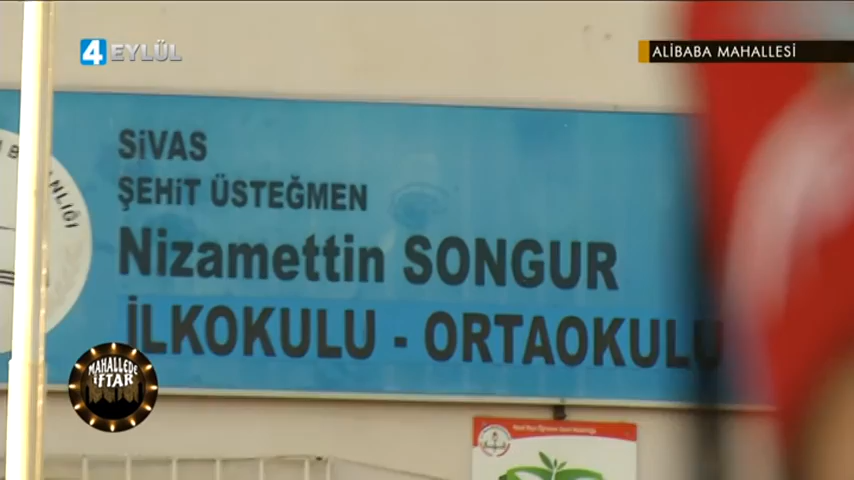 4 EYLÜL
ALİBABA MAHALLESİ
SİVAS
ŞEHİT ÜSTEĞMEN
Nizamettin SONGUR
İLKOKULU - ORTAOKULU
MAHALLEDE
İFTAR